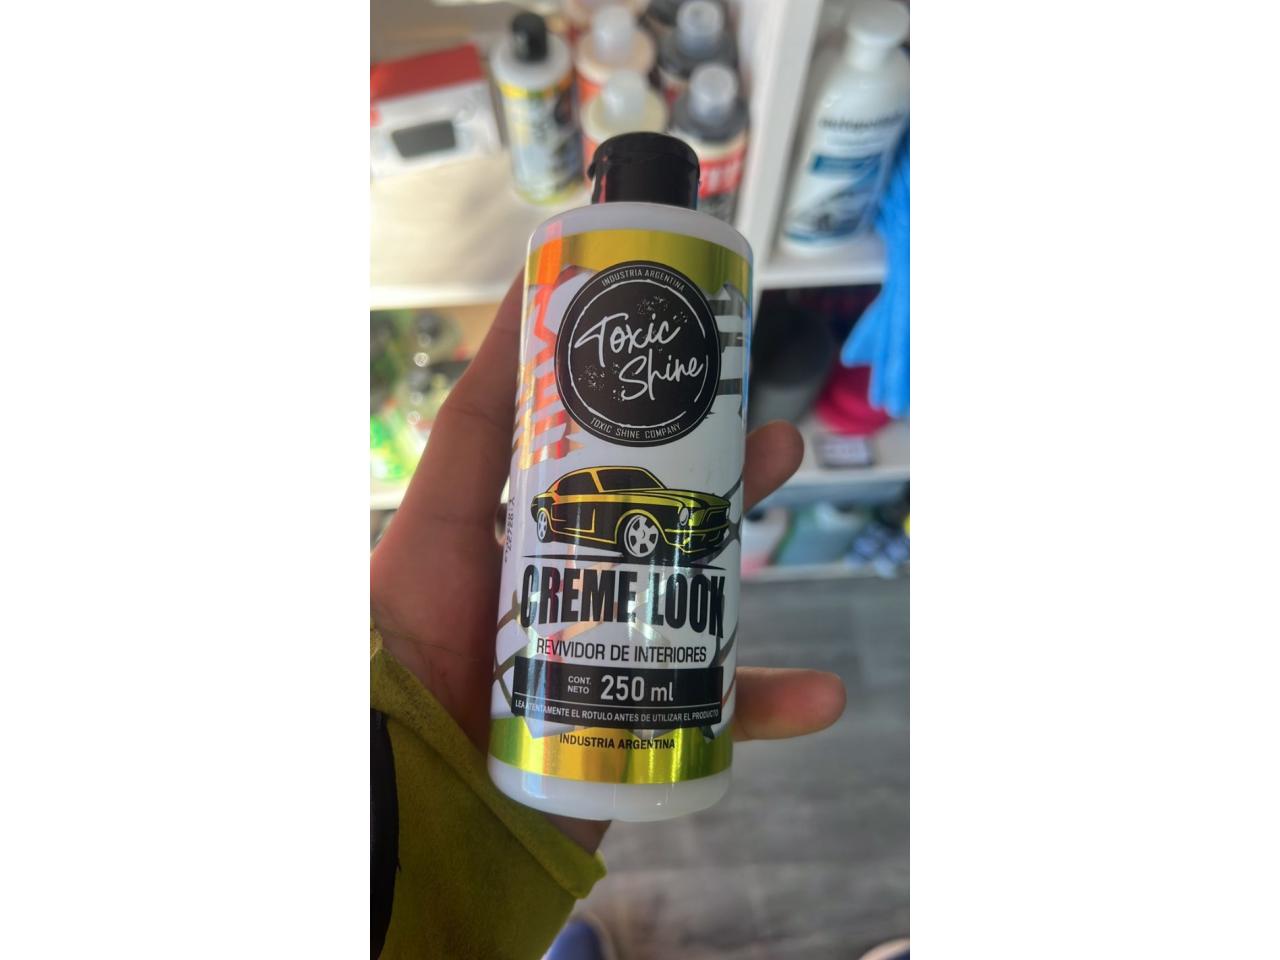 INDUSTRIA ARGENTINA
Toxic
Shine
TOXIC SHINE COMPANY
CREME LOOK
REVIVIDOR DE INTERIORES
CONT.
NETO
250 ml
LEA ATENTAMENTE EL ROTULO ANTES DE UTILIZAR EL PRODUCTO
INDUSTRIA ARGENTINA